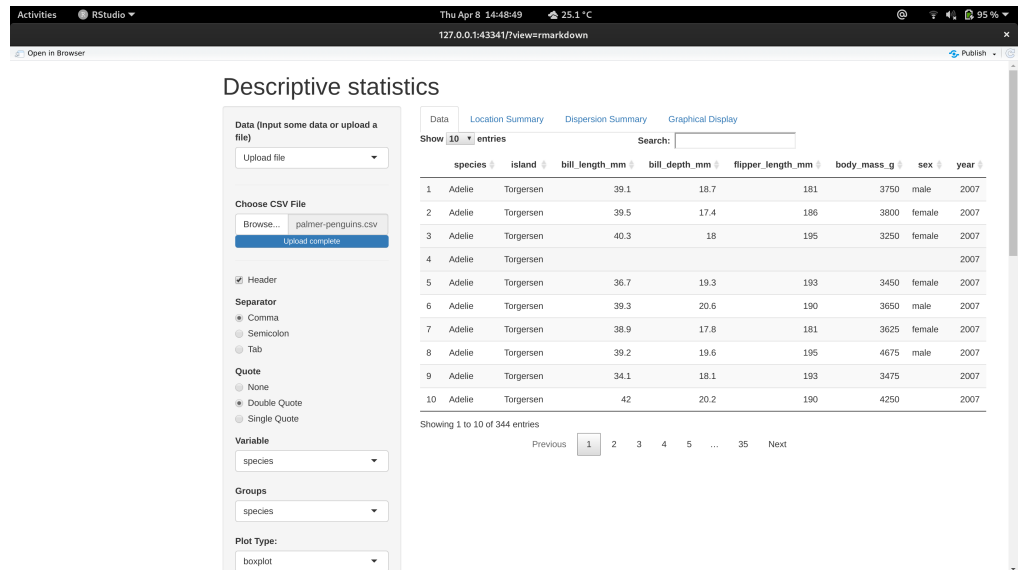 Activities RStudio Thu Apr 8 14:48:49 25.1 °C 95 %
127.0.0.1:43341/?view=rmarkdown
Open in Browser Publish
Descriptive statistics
Data (Input some data or upload a
file)
Upload file
Choose CSV File
Browse... palmer-penguins.csv
Upload complete
Header
Separator
Comma
Semicolon
Tab
Quote
None
Double Quote
Single Quote
Variable
species
Groups
species
Plot Type:
boxplot
Data Location Summary Dispersion Summary Graphical Display
Show 10 entries Search:
species island bill_length_mm bill_depth_mm flipper_length_mm body_mass_g sex year
1 Adelie Torgersen 39.1 18.7 181 3750 male 2007
2 Adelie Torgersen 39.5 17.4 186 3800 female 2007
3 Adelie Torgersen 40.3 18 195 3250 female 2007
4 Adelie Torgersen 2007
5 Adelie Torgersen 36.7 19.3 193 3450 female 2007
6 Adelie Torgersen 39.3 20.6 190 3650 male 2007
7 Adelie Torgersen 38.9 17.8 181 3625 female 2007
8 Adelie Torgersen 39.2 19.6 195 4675 male 2007
9 Adelie Torgersen 34.1 18.1 193 3475 2007
10 Adelie Torgersen 42 20.2 190 4250 2007
Showing 1 to 10 of 344 entries
Previous 1 2 3 4 5 … 35 Next